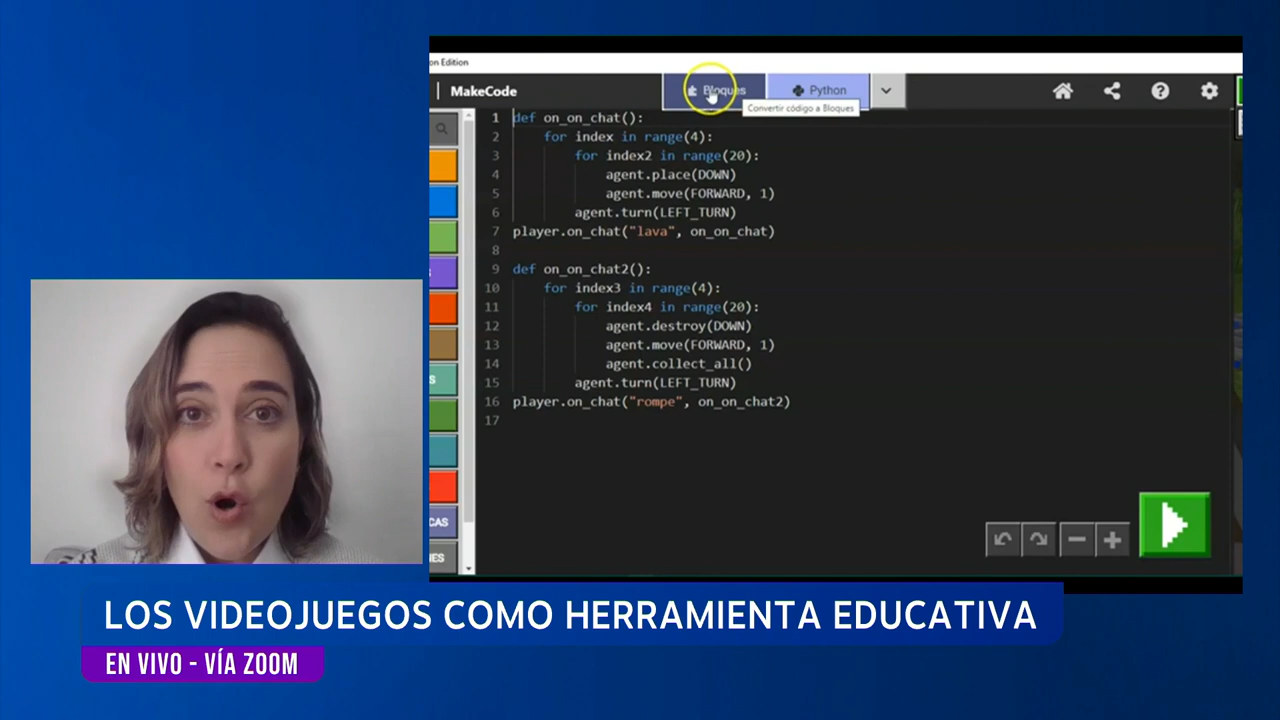 on Edition
MakeCode
Bloques
Python
Convertir código a Bloques
1 def on_on_chat():
2     for index in range(4):
3         for index2 in range(20):
4             agent.place(DOWN)
5             agent.move(FORWARD, 1)
6         agent.turn(LEFT_TURN)
7 player.on_chat("lava", on_on_chat)
8
9 def on_on_chat2():
10     for index3 in range(4):
11         for index4 in range(20):
12             agent.destroy(DOWN)
13             agent.move(FORWARD, 1)
14             agent.collect_all()
15         agent.turn(LEFT_TURN)
16 player.on_chat("rompe", on_on_chat2)
17
S
CAS
NES
LOS VIDEOJUEGOS COMO HERRAMIENTA EDUCATIVA
EN VIVO - VÍA ZOOM